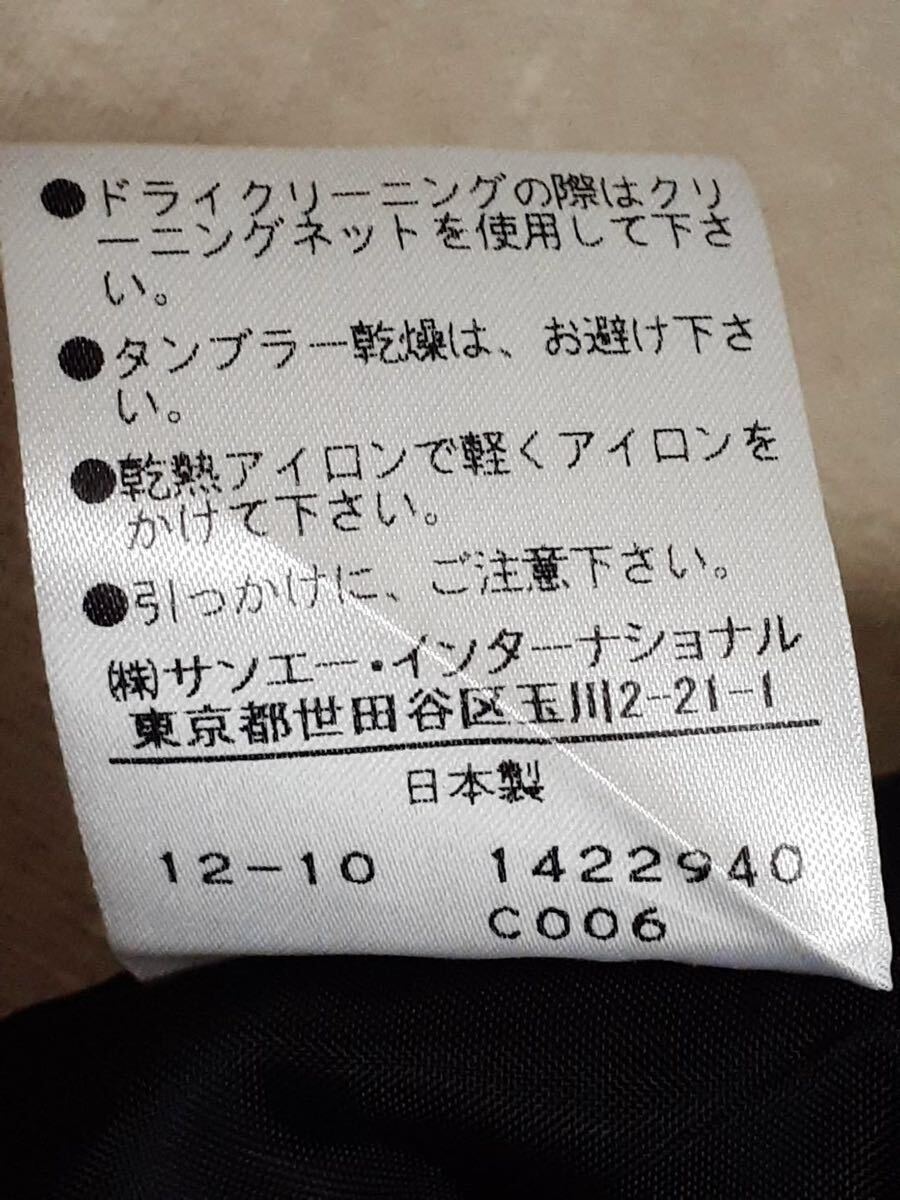 ●ドライクリーニングの際はクリ
ーニングネットを使用して下さ
い。
●タンブラー乾燥は、お避け下さ
い。
●乾熱アイロンで軽くアイロンを
かけて下さい。
●引っかけに、ご注意下さい。
㈱サンエー・インターナショナル
東京都世田谷区玉川2-21-1
日本製
12-10 1422940
C006